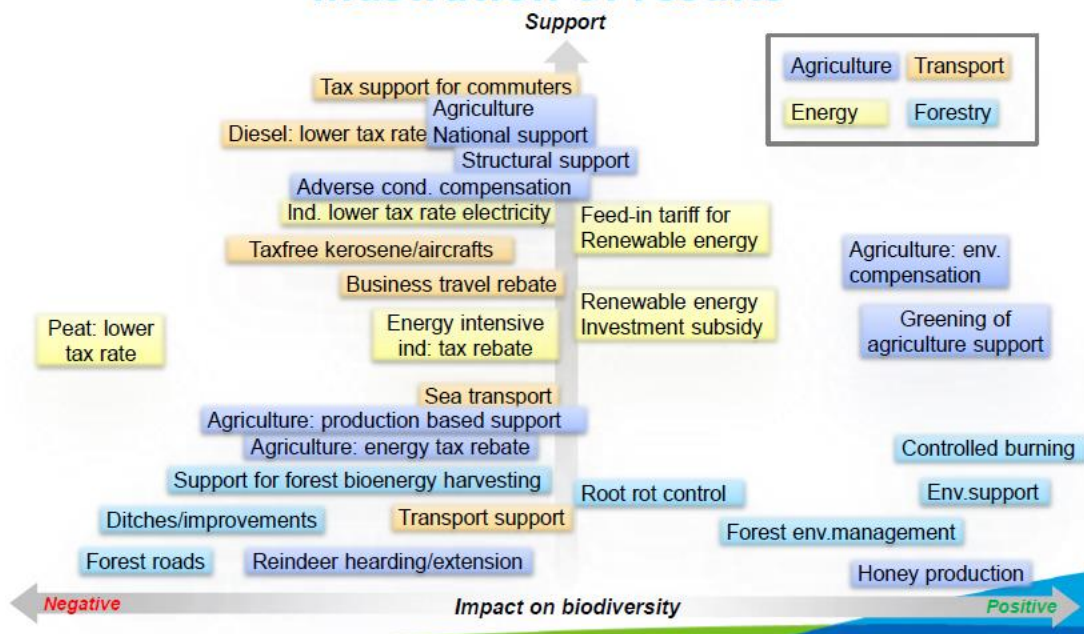 Support
Agriculture
Transport
Energy
Forestry
Tax support for commuters
Agriculture
National support
Diesel: lower tax rate
Structural support
Adverse cond. compensation
Ind. lower tax rate electricity
Feed-in tariff for
Renewable energy
Taxfree kerosene/aircrafts
Agriculture: env.
compensation
Business travel rebate
Renewable energy
Investment subsidy
Peat: lower
tax rate
Energy intensive
ind: tax rebate
Greening of
agriculture support
Sea transport
Agriculture: production based support
Agriculture: energy tax rebate
Controlled burning
Support for forest bioenergy harvesting
Root rot control
Env.support
Ditches/improvements
Transport support
Forest env.management
Forest roads
Reindeer hearding/extension
Honey production
Negative
Impact on biodiversity
Positive